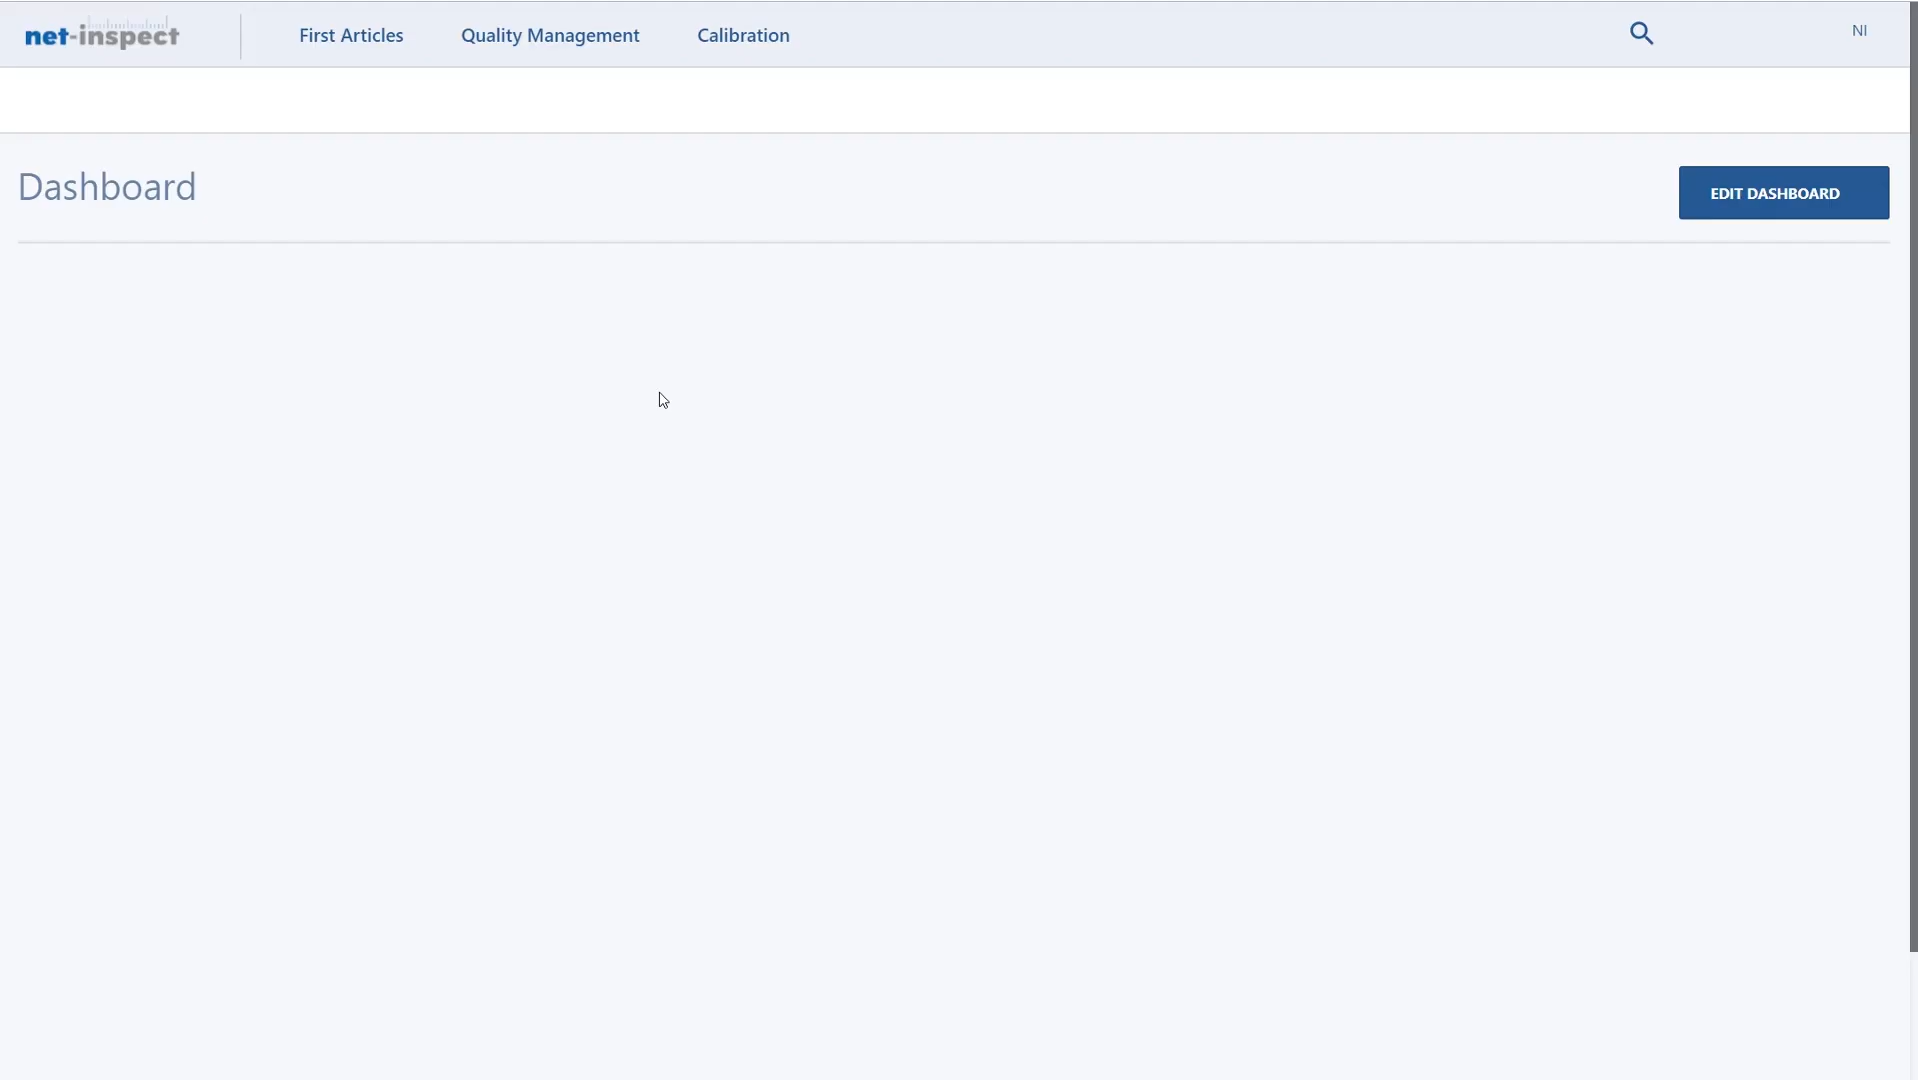 net-inspect
First Articles
Quality Management
Calibration
NI
Dashboard
EDIT DASHBOARD